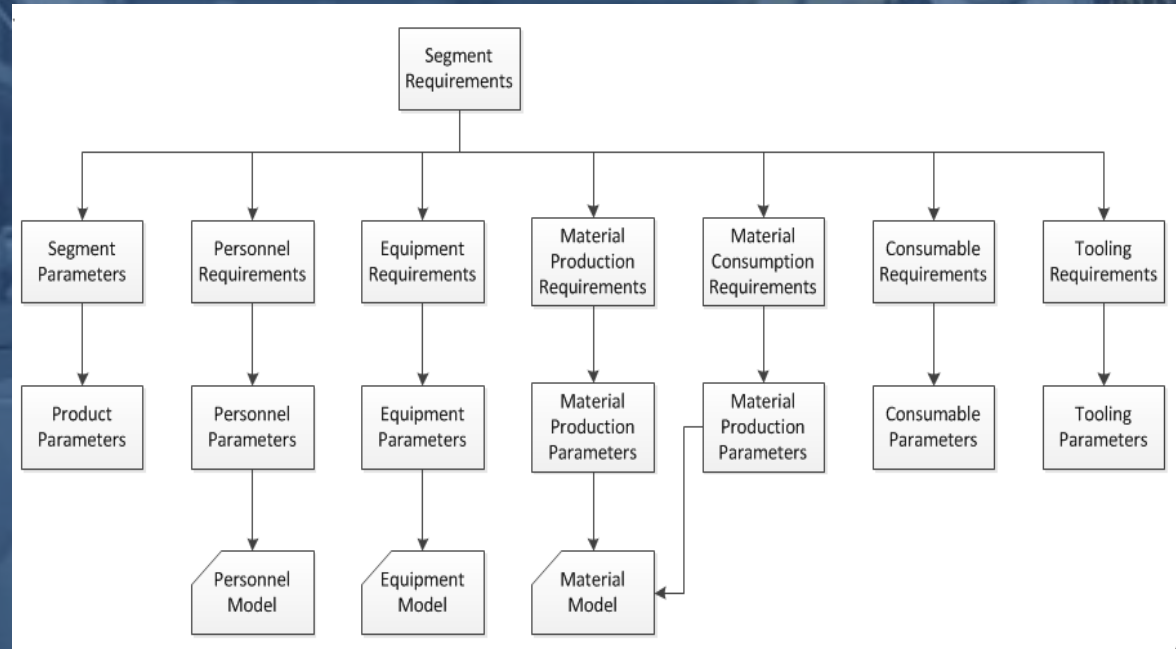 Segment
Requirements
Segment
Parameters
Personnel
Requirements
Equipment
Requirements
Material
Production
Requirements
Material
Consumption
Requirements
Consumable
Requirements
Tooling
Requirements
Product
Parameters
Personnel
Parameters
Equipment
Parameters
Material
Production
Parameters
Material
Production
Parameters
Consumable
Parameters
Tooling
Parameters
Personnel
Model
Equipment
Model
Material
Model